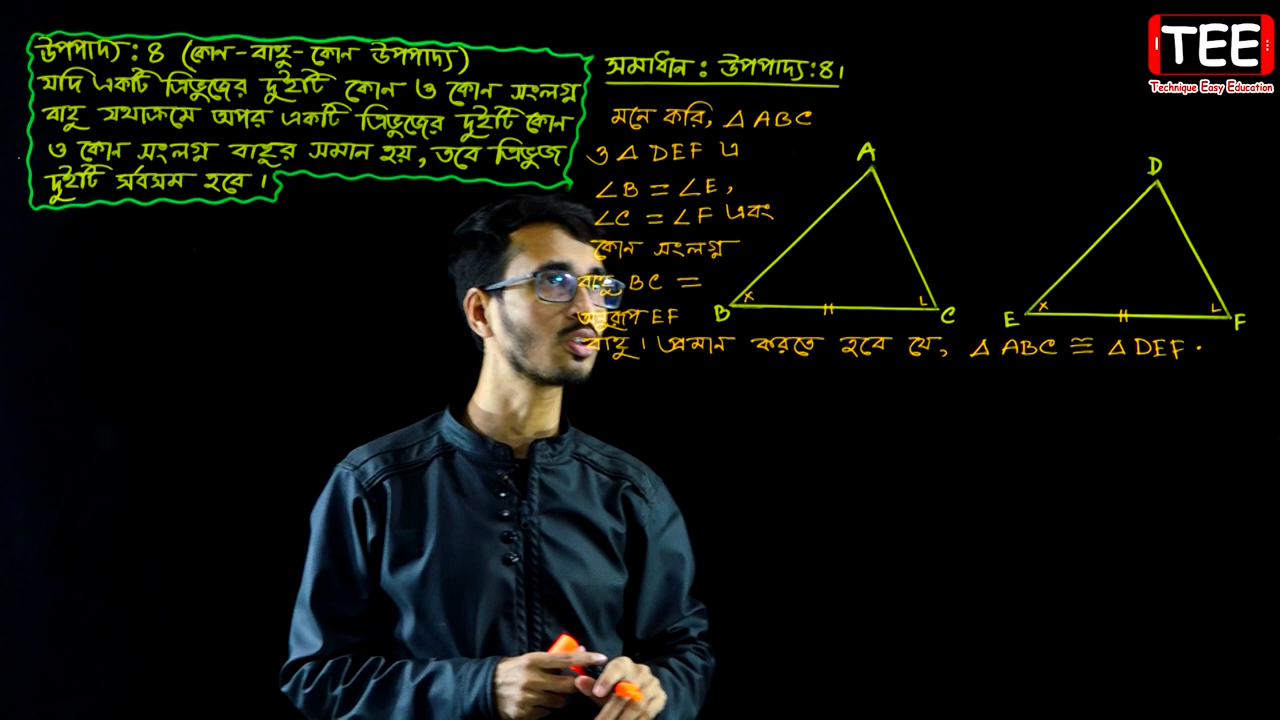 উপপাদ্য : ৪ (কোন - বাহু - কোন উপপাদ্য)
যদি একটি ত্রিভুজের দুইটি কোন ও কোন সংলগ্ন
বাহু যথাক্রমে অপর একটি ত্রিভুজের দুইটি কোন
ও কোন সংলগ্ন বাহুর সমান হয়, তবে ত্রিভুজ
দুইটি সর্বসম হবে।
সমাধান : উপপাদ্য : ৪।
মনে করি, △ ABC
ও △ DEF এ
∠B = ∠E,
∠C = ∠F এবং
কোন সংলগ্ন
বাহু BC =
অনুরূপ EF
বাহু। প্রমান করতে হবে যে, △ ABC ≅ △ DEF .
A
B
C
x
L
D
E
F
x
L
TEE
Technique Easy Education